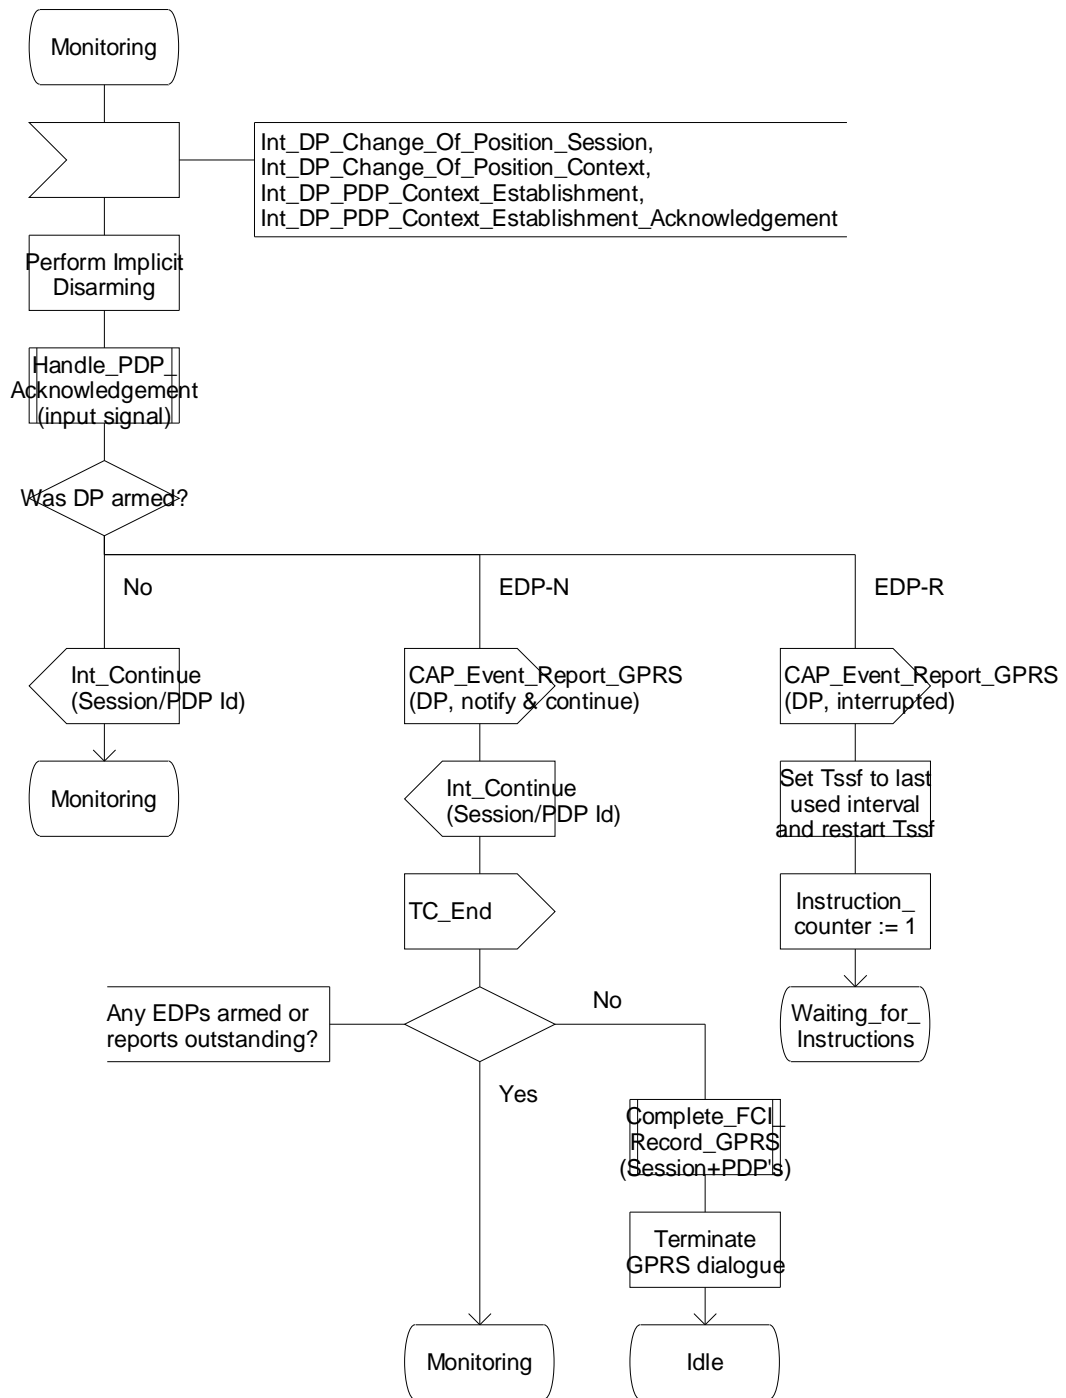 Monitoring
Int_DP_Change_Of_Position_Session,
Int_DP_Change_Of_Position_Context,
Int_DP_PDP_Context_Establishment,
Int_DP_PDP_Context_Establishment_Acknowledgement
Perform Implicit
Disarming
Handle_PDP_
Acknowledgement
(input signal)
Was DP armed?
No
EDP-N
EDP-R
Int_Continue
(Session/PDP Id)
CAP_Event_Report_GPRS
(DP, notify & continue)
CAP_Event_Report_GPRS
(DP, interrupted)
Monitoring
Int_Continue
(Session/PDP Id)
Set Tssf to last
used interval
and restart Tssf
TC_End
Instruction_
counter := 1
Any EDPs armed or
reports outstanding?
No
Waiting_for_
Instructions
Yes
Complete_FCI_
Record_GPRS
(Session+PDP's)
Terminate
GPRS dialogue
Monitoring
Idle